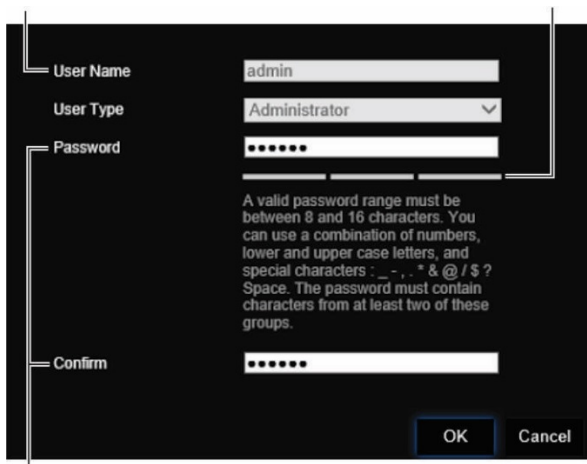 User Name
admin
User Type
Administrator
Password
••••••
A valid password range must be
between 8 and 16 characters. You
can use a combination of numbers,
lower and upper case letters, and
special characters : _ - , . * & @ / $ ?
Space. The password must contain
characters from at least two of these
groups.
Confirm
••••••
OK
Cancel